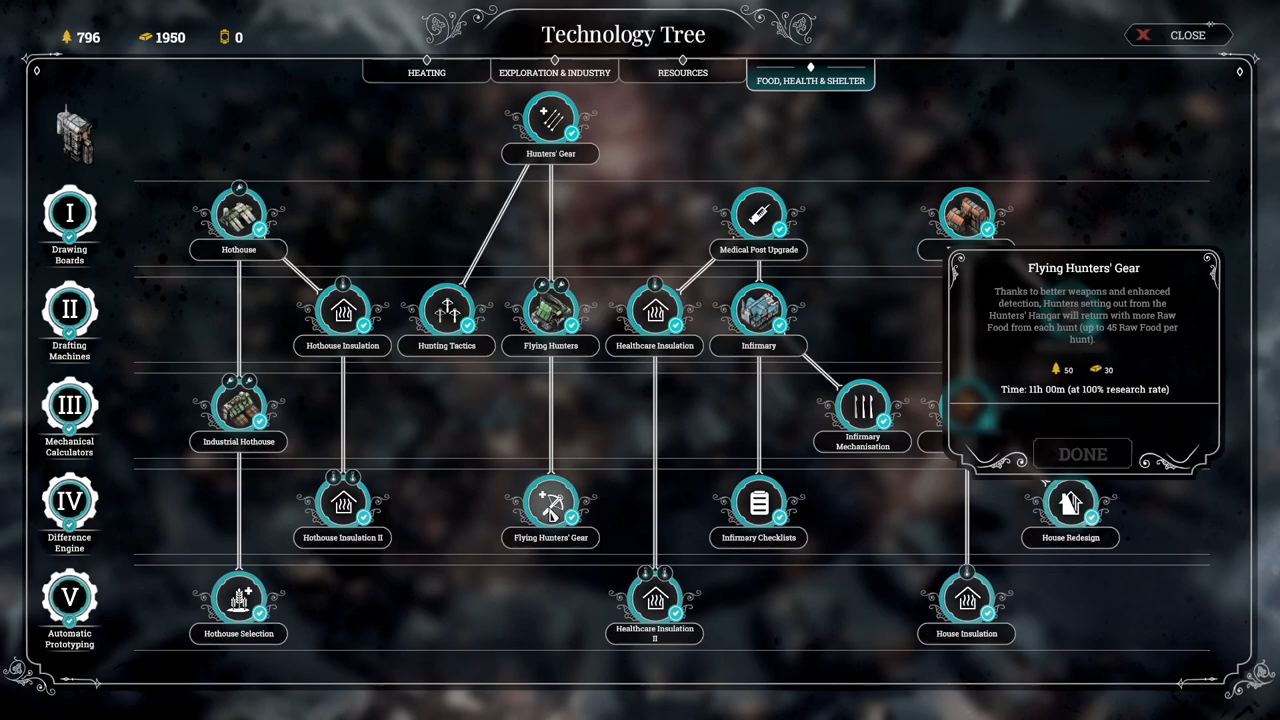 796
1950
0
Technology Tree
CLOSE
HEATING
EXPLORATION & INDUSTRY
RESOURCES
FOOD, HEALTH & SHELTER
Hunters' Gear
I
Drawing
Boards
Hothouse
Medical Post Upgrade
II
Drafting
Machines
Hothouse Insulation
Hunting Tactics
Flying Hunters
Healthcare Insulation
Infirmary
Flying Hunters' Gear
Thanks to better weapons and enhanced
detection, Hunters setting out from the
Hunters' Hangar will return with more Raw
Food from each hunt (up to 45 Raw Food per
hunt).
50
30
Time: 11h 00m (at 100% research rate)
DONE
III
Mechanical
Calculators
Industrial Hothouse
Infirmary
Mechanisation
IV
Difference
Engine
Hothouse Insulation II
Flying Hunters' Gear
Infirmary Checklists
House Redesign
V
Automatic
Prototyping
Hothouse Selection
Healthcare Insulation
II
House Insulation